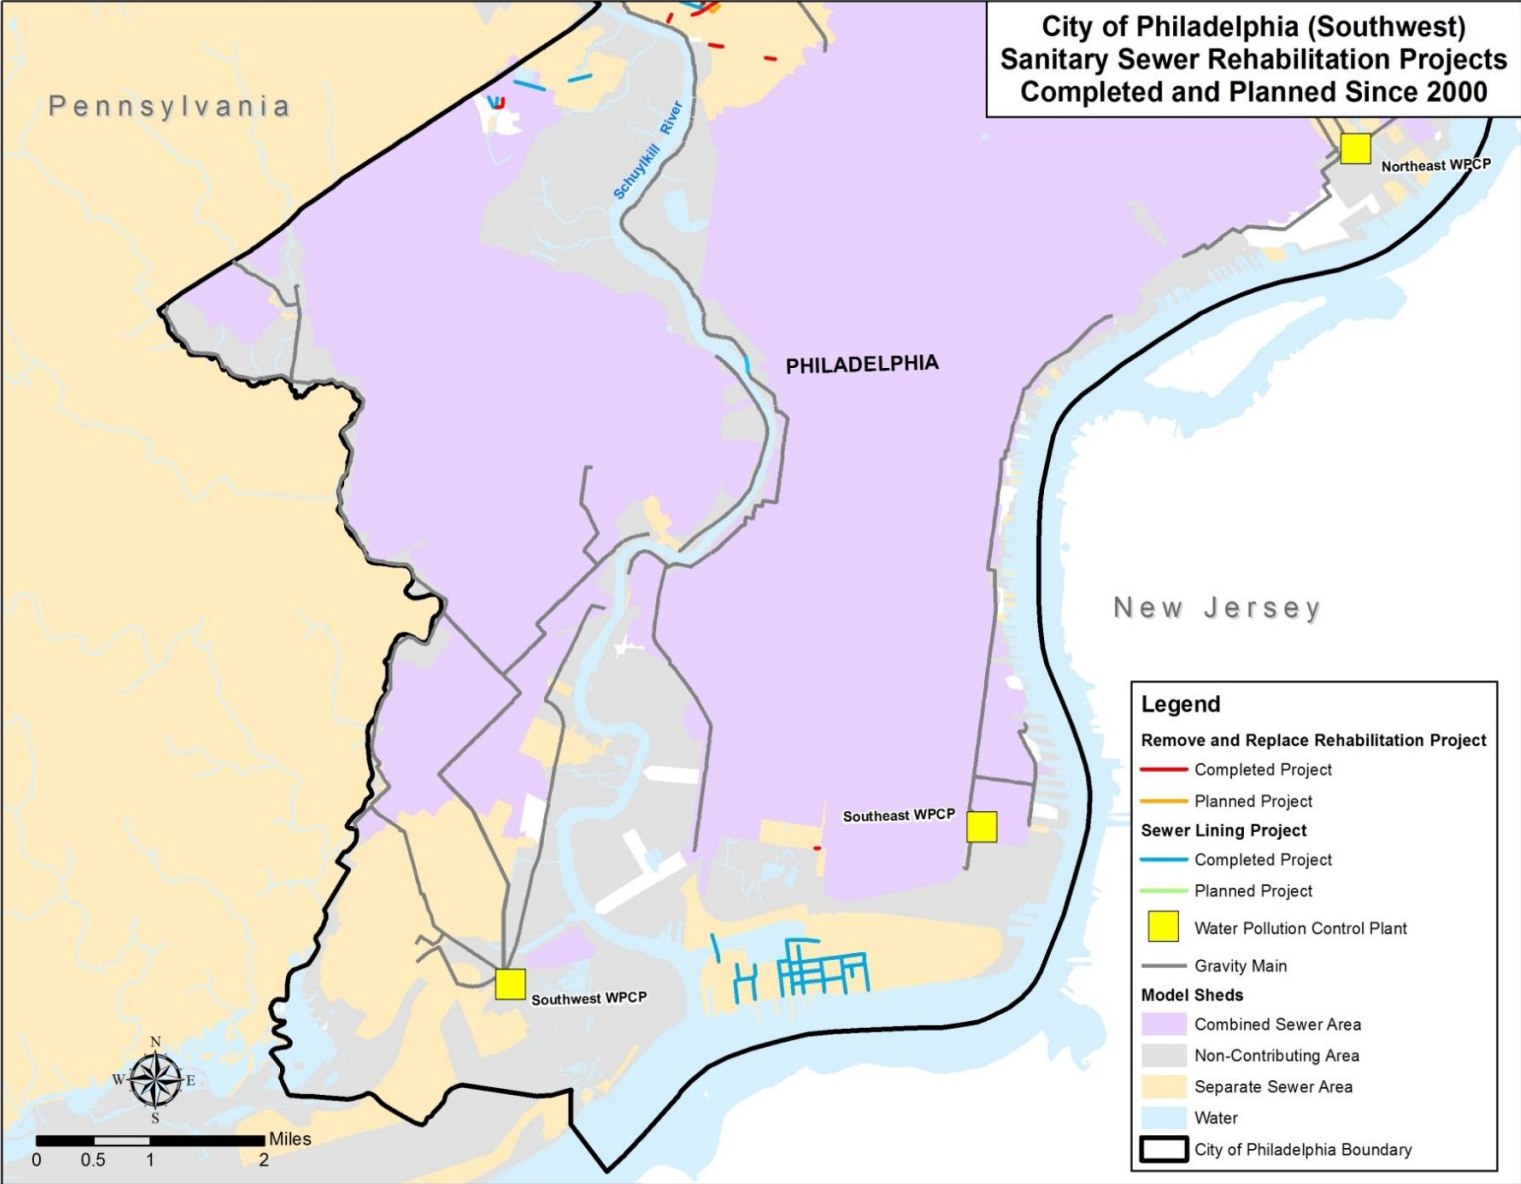 City of Philadelphia (Southwest)
Sanitary Sewer Rehabilitation Projects
Completed and Planned Since 2000
Pennsylvania
Schuylkill River
Northeast WPCP
PHILADELPHIA
New Jersey
Southeast WPCP
Southwest WPCP
Legend
Remove and Replace Rehabilitation Project
Completed Project
Planned Project
Sewer Lining Project
Completed Project
Planned Project
Water Pollution Control Plant
Gravity Main
Model Sheds
Combined Sewer Area
Non-Contributing Area
Separate Sewer Area
Water
City of Philadelphia Boundary
N
W E
S
Miles
0 0.5 1 2